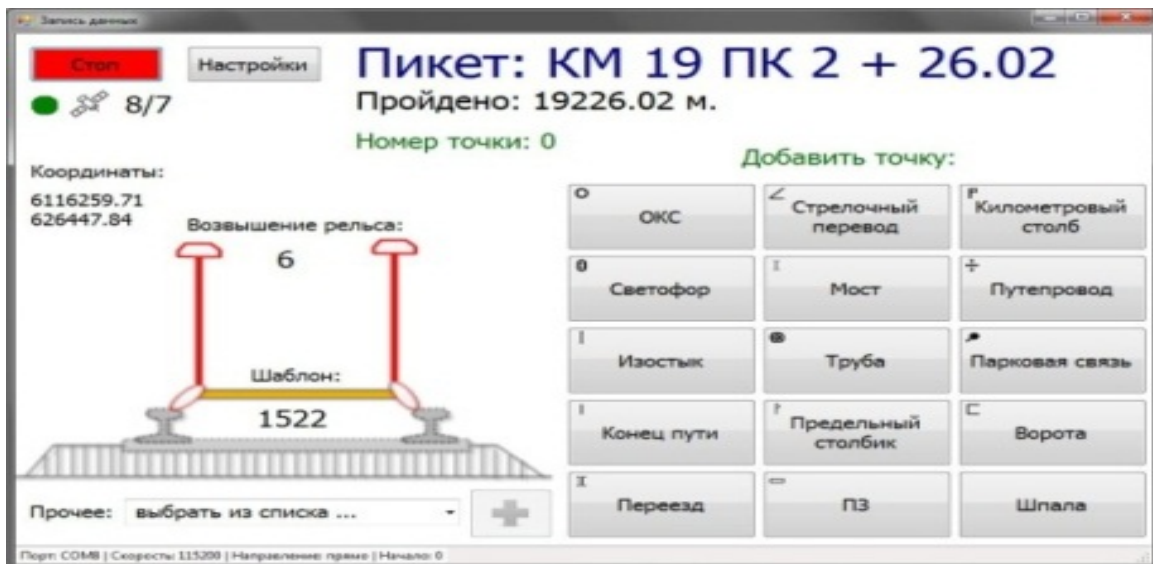 Запись данных
Стоп
Настройки
Пикет: КМ 19 ПК 2 + 26.02
8/7
Пройдено: 19226.02 м.
Номер точки: 0
Добавить точку:
Координаты:
6116259.71
626447.84
Возвышение рельса:
6
Шаблон:
1522
ОКС
Стрелочный
перевод
Километровый
столб
Светофор
Мост
Путепровод
Изостык
Труба
Парковая связь
Конец пути
Предельный
столбик
Ворота
Переезд
ПЗ
Шпала
Прочее: выбрать из списка ...
Порт: COM8 | Скорость: 115200 | Направление: прямо | Начало: 0